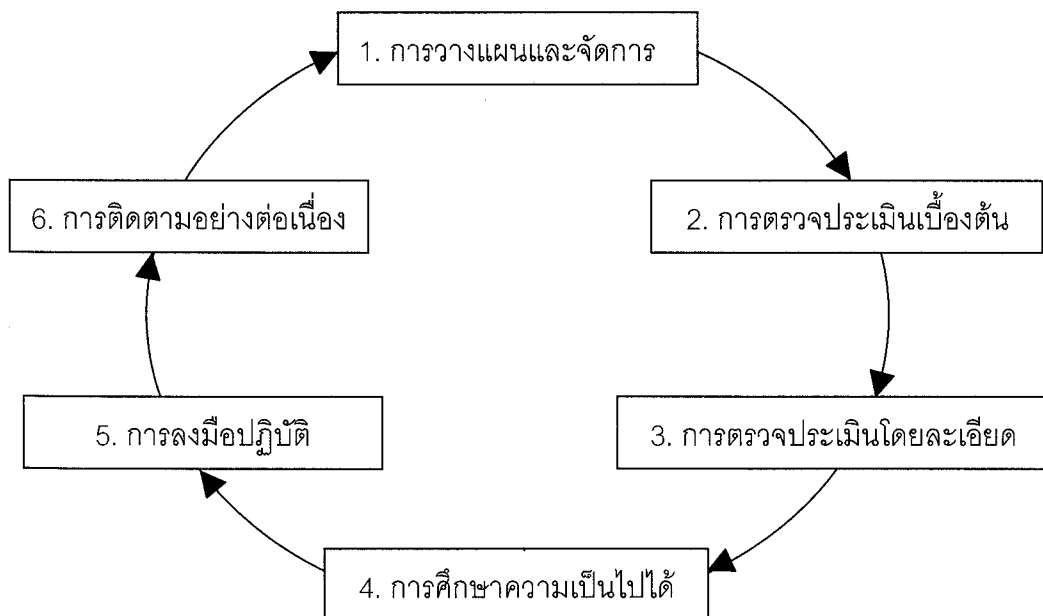 1. การวางแผนและจัดการ
2. การตรวจประเมินเบื้องต้น
3. การตรวจประเมินโดยละเอียด
4. การศึกษาความเป็นไปได้
5. การลงมือปฏิบัติ
6. การติดตามอย่างต่อเนื่อง